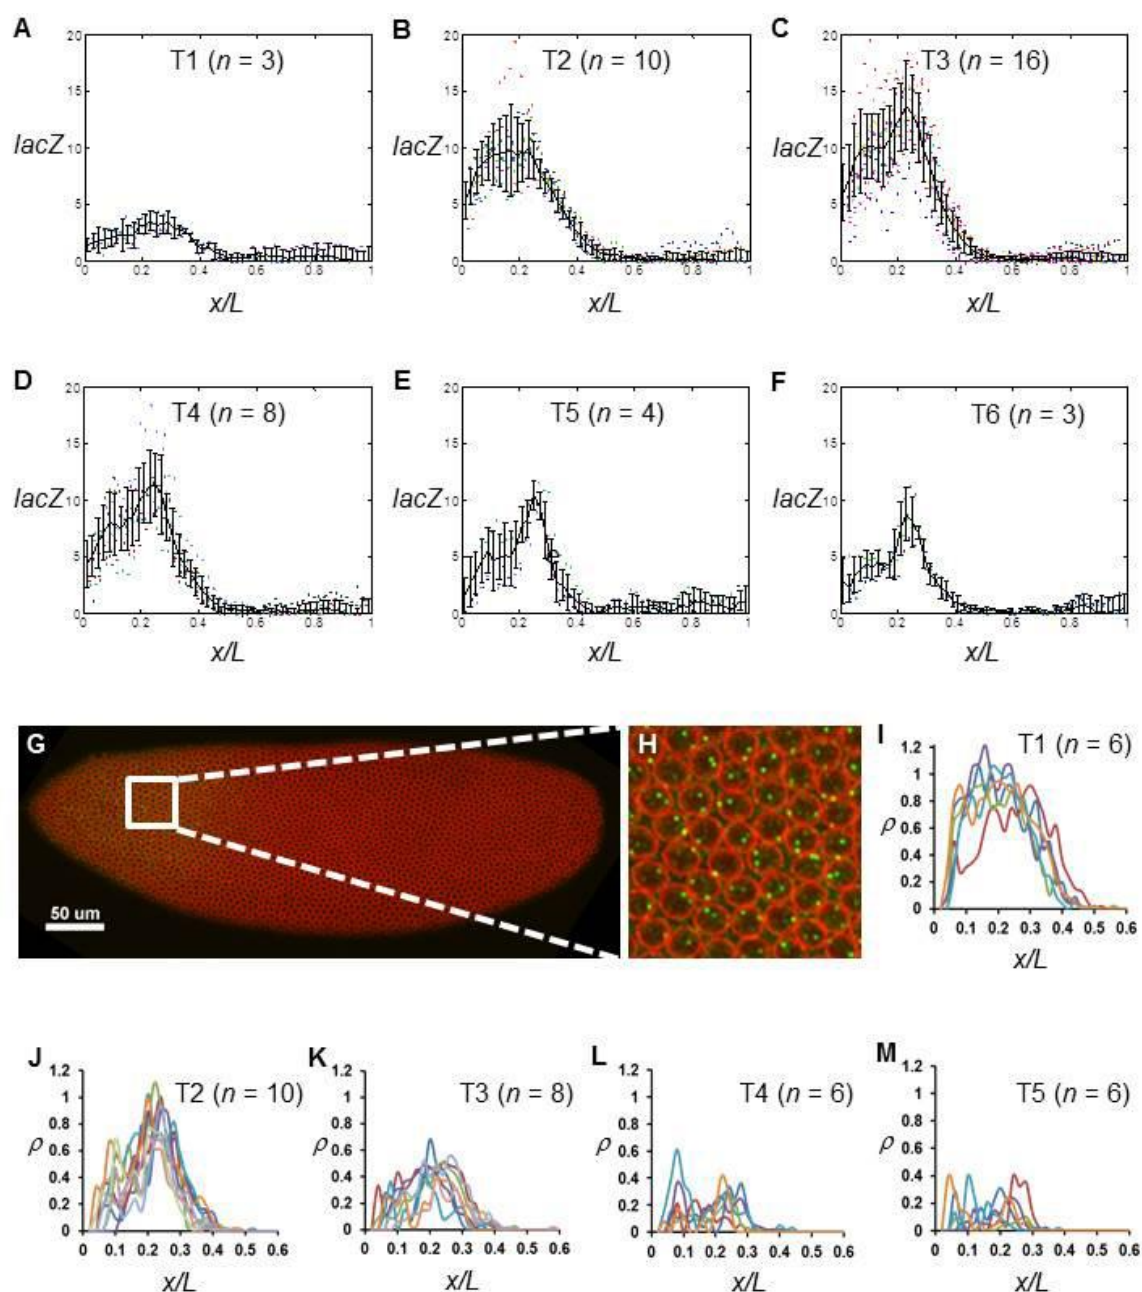 A
T1 (n = 3)
20
15
lacZ 10
5
0
0 0.2 0.4 0.6 0.8 1
x/L
B
T2 (n = 10)
20
15
lacZ 10
5
0
0 0.2 0.4 0.6 0.8 1
x/L
C
T3 (n = 16)
20
15
lacZ 10
5
0
0 0.2 0.4 0.6 0.8 1
x/L
D
T4 (n = 8)
20
15
lacZ 10
5
0
0 0.2 0.4 0.6 0.8 1
x/L
E
T5 (n = 4)
20
15
lacZ 10
5
0
0 0.2 0.4 0.6 0.8 1
x/L
F
T6 (n = 3)
20
15
lacZ 10
5
0
0 0.2 0.4 0.6 0.8 1
x/L
G
50 um
H
I
T1 (n = 6)
1.2
1
0.8
ρ 0.6
0.4
0.2
0
0 0.1 0.2 0.3 0.4 0.5 0.6
x/L
J
T2 (n = 10)
1.2
1
0.8
ρ 0.6
0.4
0.2
0
0 0.1 0.2 0.3 0.4 0.5 0.6
x/L
K
T3 (n = 8)
1.2
1
0.8
ρ 0.6
0.4
0.2
0
0 0.1 0.2 0.3 0.4 0.5 0.6
x/L
L
T4 (n = 6)
1.2
1
0.8
ρ 0.6
0.4
0.2
0
0 0.1 0.2 0.3 0.4 0.5 0.6
x/L
M
T5 (n = 6)
1.2
1
0.8
ρ 0.6
0.4
0.2
0
0 0.1 0.2 0.3 0.4 0.5 0.6
x/L